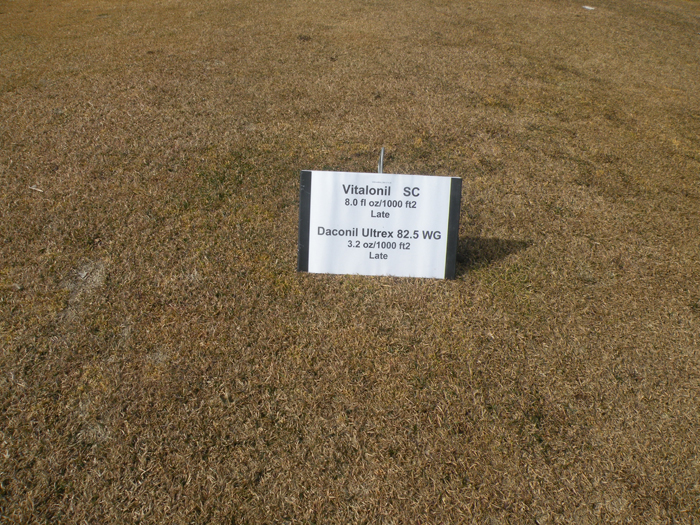 Vitalonil SC
8.0 fl oz/1000 ft2
Late
Daconil Ultrex 82.5 WG
3.2 oz/1000 ft2
Late